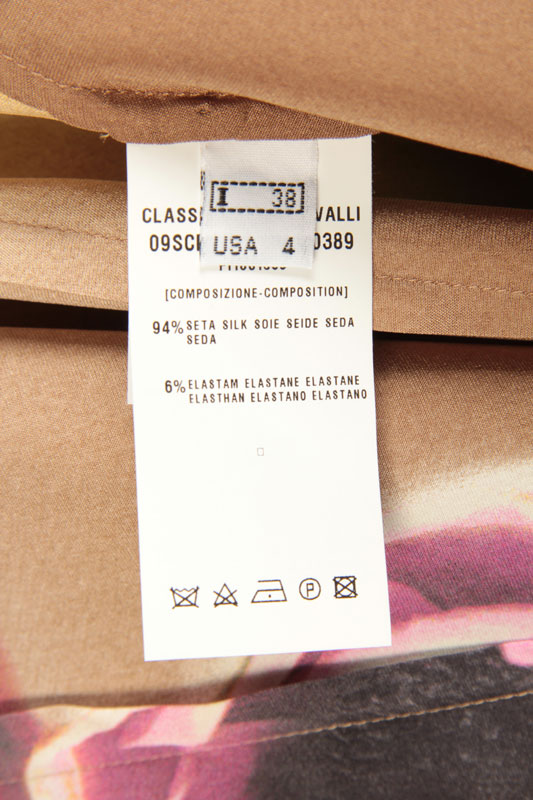 I 38
USA 4
CLASS VALLI
09SC 0389
[COMPOSIZIONE-COMPOSITION]
94% SETA SILK SOIE SEIDE SEDA
SEDA
6% ELASTAM ELASTANE ELASTANE
ELASTHAN ELASTANO ELASTANO
P